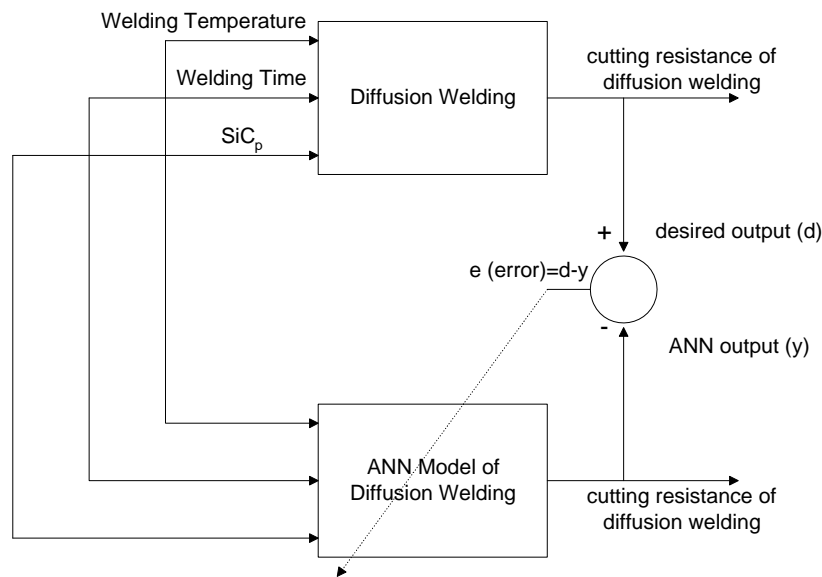 Welding Temperature
Welding Time
SiCp
Diffusion Welding
cutting resistance of
diffusion welding
+
desired output (d)
e (error)=d-y
-
ANN output (y)
ANN Model of
Diffusion Welding
cutting resistance of
diffusion welding